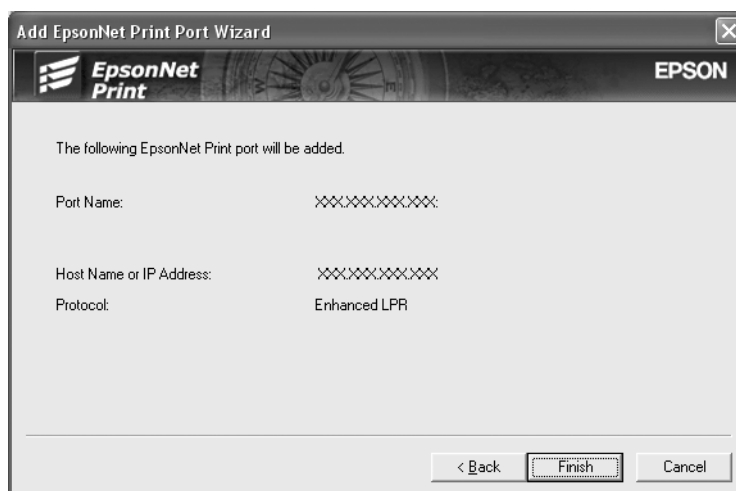 Add EpsonNet Print Port Wizard
EpsonNet
Print
EPSON
The following EpsonNet Print port will be added.
Port Name: XXX.XXX.XXX.XXX:
Host Name or IP Address: XXX.XXX.XXX.XXX
Protocol: Enhanced LPR
< Back Finish Cancel